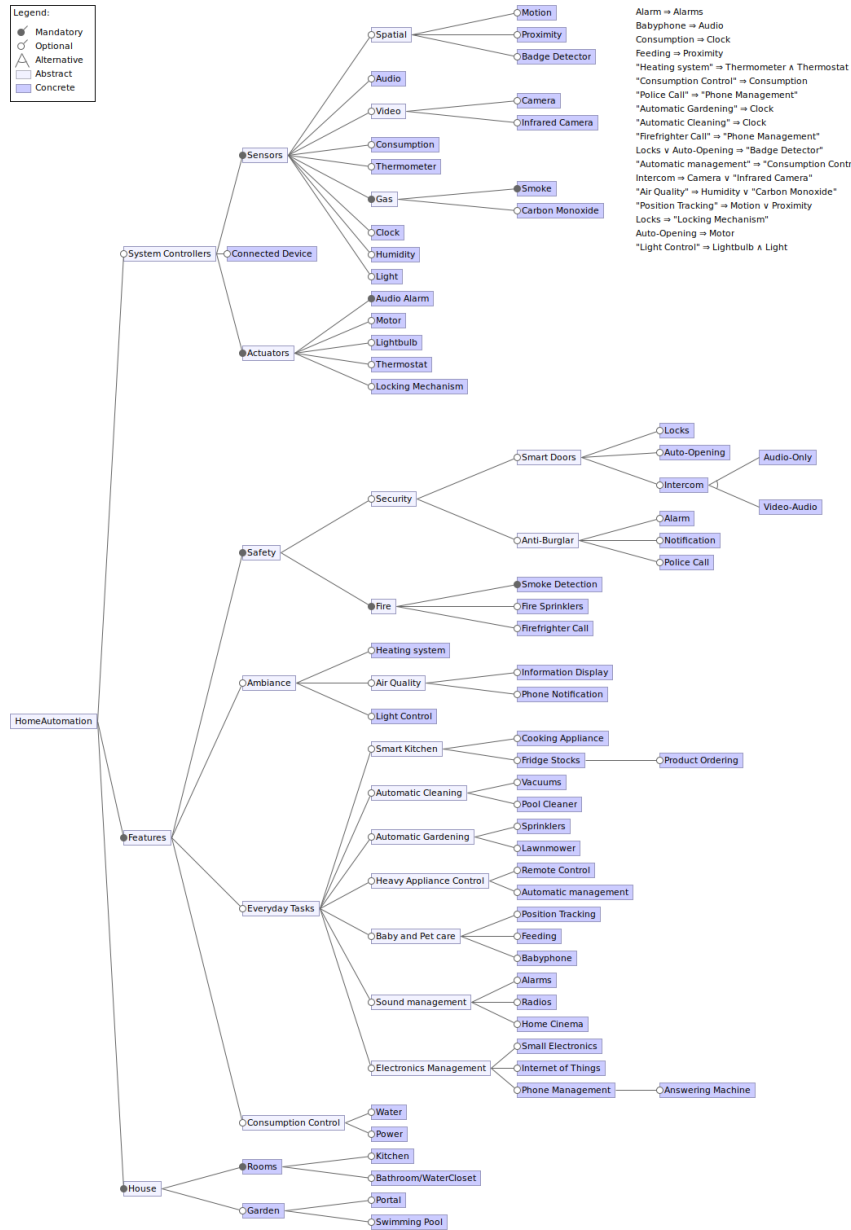 Legend:
Mandatory
Optional
Alternative
Abstract
Concrete
Alarm ⇒ Alarms
Babyphone ⇒ Audio
Consumption ⇒ Clock
Feeding ⇒ Proximity
"Heating system" ⇒ Thermometer ∧ Thermostat
"Consumption Control" ⇒ Consumption
"Police Call" ⇒ "Phone Management"
"Automatic Gardening" ⇒ Clock
"Automatic Cleaning" ⇒ Clock
"Firefrighter Call" ⇒ "Phone Management"
Locks ∨ Auto-Opening ⇒ "Badge Detector"
"Automatic management" ⇒ "Consumption Contr
Intercom ⇒ Camera ∨ "Infrared Camera"
"Air Quality" ⇒ Humidity ∨ "Carbon Monoxide"
"Position Tracking" ⇒ Motion ∨ Proximity
Locks ⇒ "Locking Mechanism"
Auto-Opening ⇒ Motor
"Light Control" ⇒ Lightbulb ∧ Light
HomeAutomation
System Controllers
Sensors
Spatial
Motion
Proximity
Badge Detector
Audio
Video
Camera
Infrared Camera
Consumption
Thermometer
Gas
Smoke
Carbon Monoxide
Clock
Humidity
Light
Connected Device
Actuators
Audio Alarm
Motor
Lightbulb
Thermostat
Locking Mechanism
Features
Safety
Security
Smart Doors
Locks
Auto-Opening
Intercom
Audio-Only
Video-Audio
Anti-Burglar
Alarm
Notification
Police Call
Fire
Smoke Detection
Fire Sprinklers
Firefrighter Call
Ambiance
Heating system
Air Quality
Information Display
Phone Notification
Light Control
Everyday Tasks
Smart Kitchen
Cooking Appliance
Fridge Stocks
Product Ordering
Automatic Cleaning
Vacuums
Pool Cleaner
Automatic Gardening
Sprinklers
Lawnmower
Heavy Appliance Control
Remote Control
Automatic management
Baby and Pet care
Position Tracking
Feeding
Babyphone
Sound management
Alarms
Radios
Home Cinema
Electronics Management
Small Electronics
Internet of Things
Phone Management
Answering Machine
Consumption Control
Water
Power
House
Rooms
Kitchen
Bathroom/WaterCloset
Garden
Portal
Swimming Pool